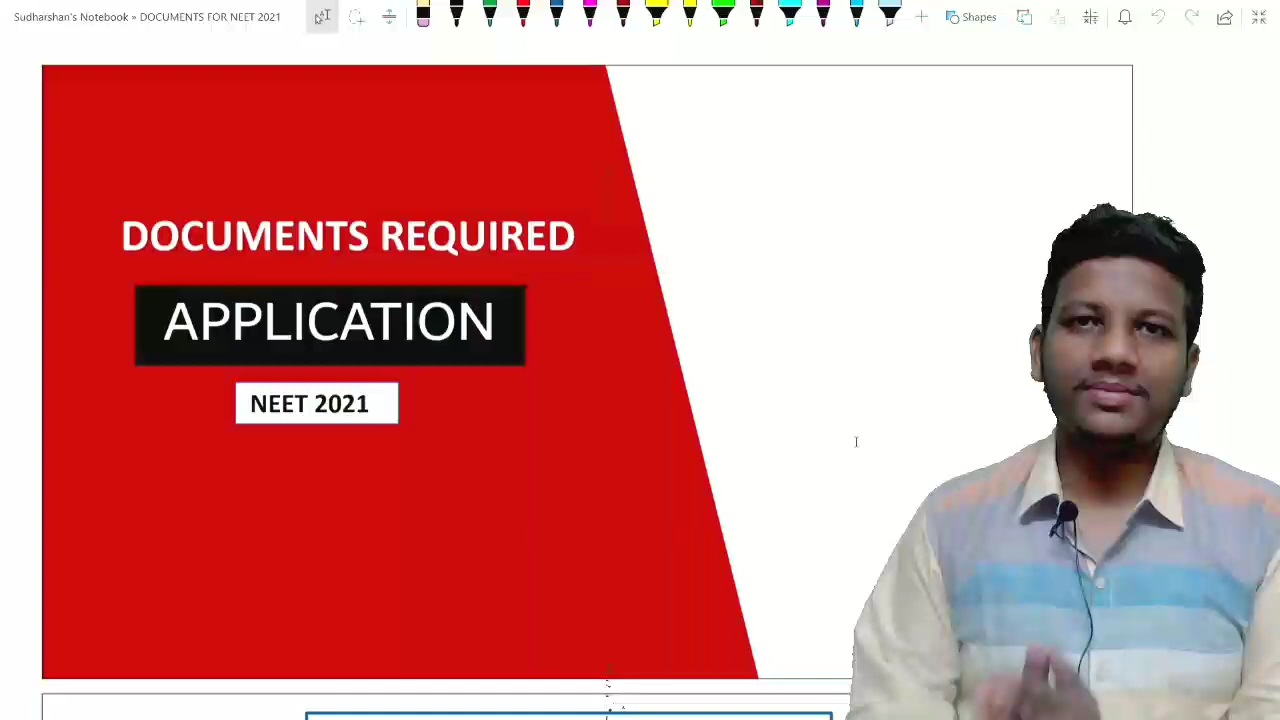 Sudharshan's Notebook » DOCUMENTS FOR NEET 2021
Shapes
DOCUMENTS REQUIRED
APPLICATION
NEET 2021